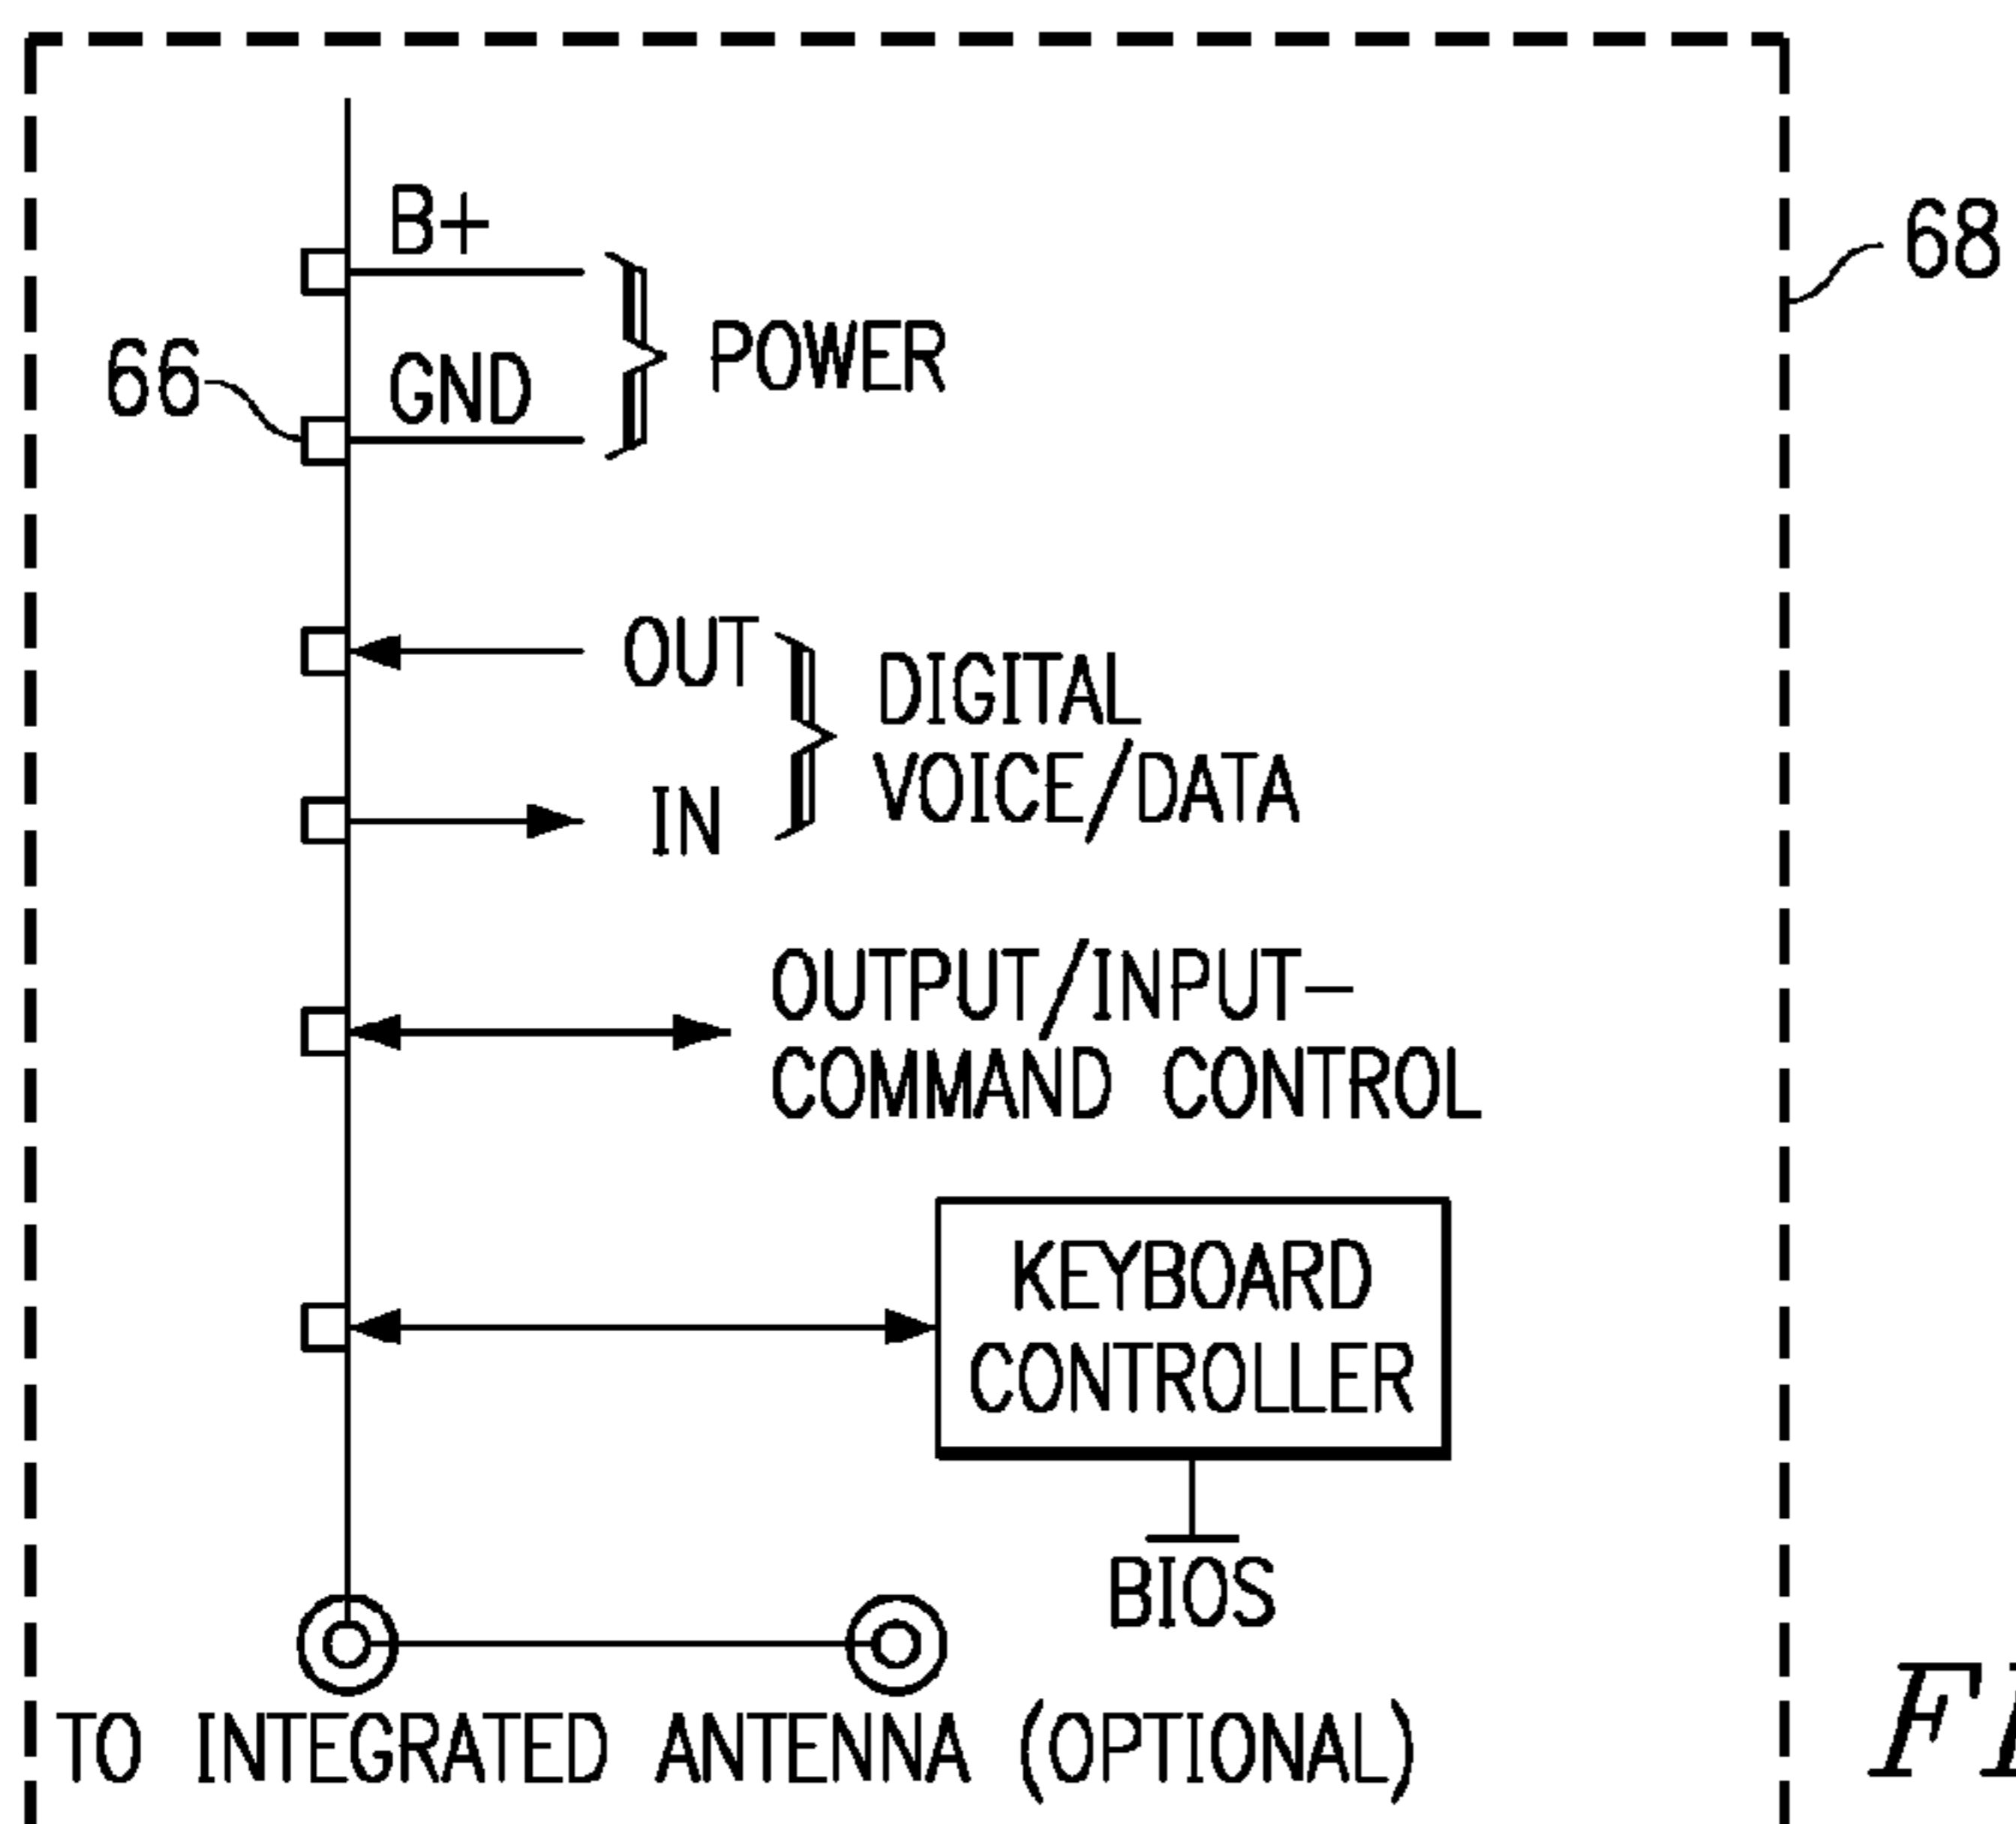 B+
68
66
GND
POWER
OUT
DIGITAL
VOICE/DATA
IN
OUTPUT/INPUT-
COMMAND CONTROL
KEYBOARD
CONTROLLER
BIOS
TO INTEGRATED ANTENNA (OPTIONAL)